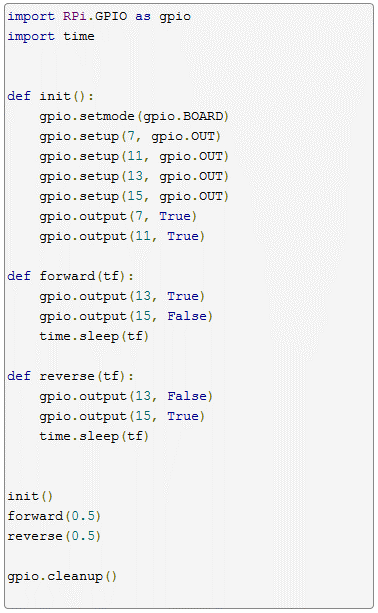 import RPi.GPIO as gpio
import time
def init():
    gpio.setmode(gpio.BOARD)
    gpio.setup(7, gpio.OUT)
    gpio.setup(11, gpio.OUT)
    gpio.setup(13, gpio.OUT)
    gpio.setup(15, gpio.OUT)
    gpio.output(7, True)
    gpio.output(11, True)
def forward(tf):
    gpio.output(13, True)
    gpio.output(15, False)
    time.sleep(tf)
def reverse(tf):
    gpio.output(13, False)
    gpio.output(15, True)
    time.sleep(tf)
init()
forward(0.5)
reverse(0.5)
gpio.cleanup()